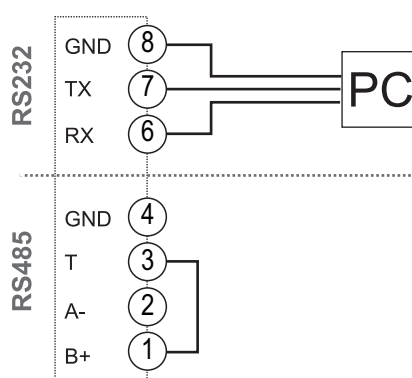 RS232
GND 8
TX 7
RX 6
PC
RS485
GND 4
T 3
A- 2
B+ 1